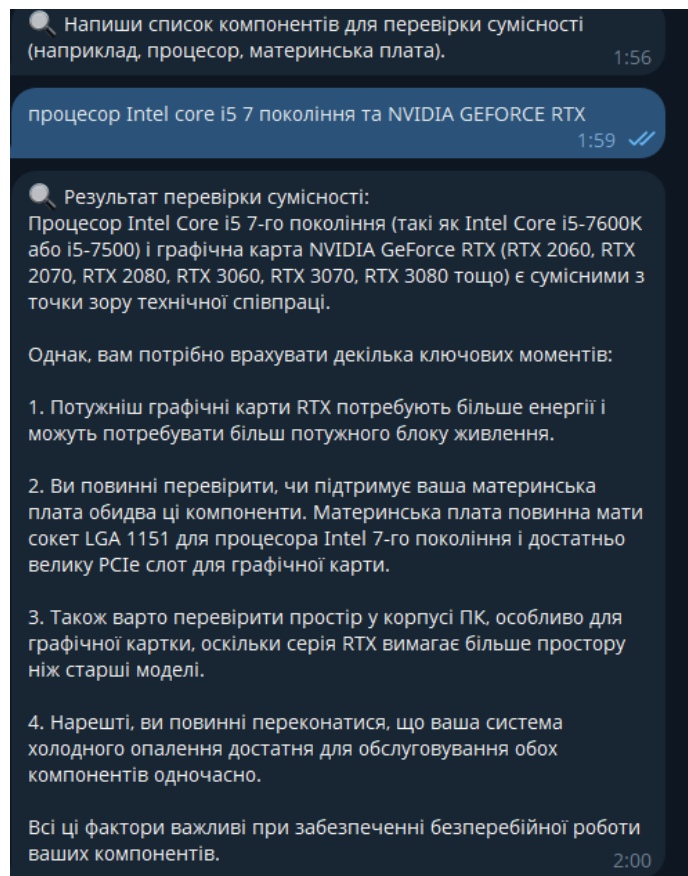 Напиши список компонентів для перевірки сумісності
(наприклад, процесор, материнська плата).
1:56
процесор Intel core i5 7 покоління та NVIDIA GEFORCE RTX
1:59
Результат перевірки сумісності:
Процесор Intel Core i5 7-го покоління (такі як Intel Core i5-7600K
або i5-7500) і графічна карта NVIDIA GeForce RTX (RTX 2060, RTX
2070, RTX 2080, RTX 3060, RTX 3070, RTX 3080 тощо) є сумісними з
точки зору технічної співпраці.
Однак, вам потрібно врахувати декілька ключових моментів:
1. Потужніш графічні карти RTX потребують більше енергії і
можуть потребувати більш потужного блоку живлення.
2. Ви повинні перевірити, чи підтримує ваша материнська
плата обидва ці компоненти. Материнська плата повинна мати
сокет LGA 1151 для процесора Intel 7-го покоління і достатньо
велику PCIe слот для графічної карти.
3. Також варто перевірити простір у корпусі ПК, особливо для
графічної картки, оскільки серія RTX вимагає більше простору
ніж старші моделі.
4. Нарешті, ви повинні переконатися, що ваша система
холодного опалення достатня для обслуговування обох
компонентів одночасно.
Всі ці фактори важливі при забезпеченні безперебійної роботи
ваших компонентів.
2:00